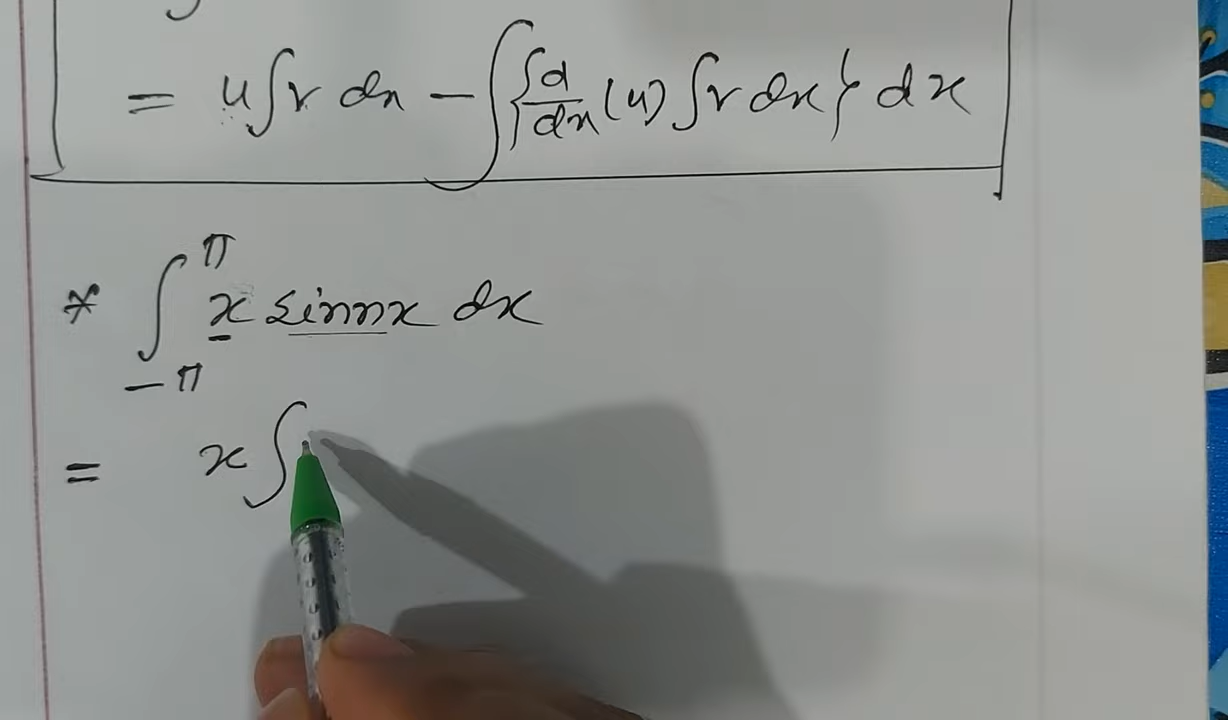 = u∫v dx − ∫{d/dx (u) ∫v dx} dx
* ∫_{−π}^{π} x sin nx dx
= x ∫